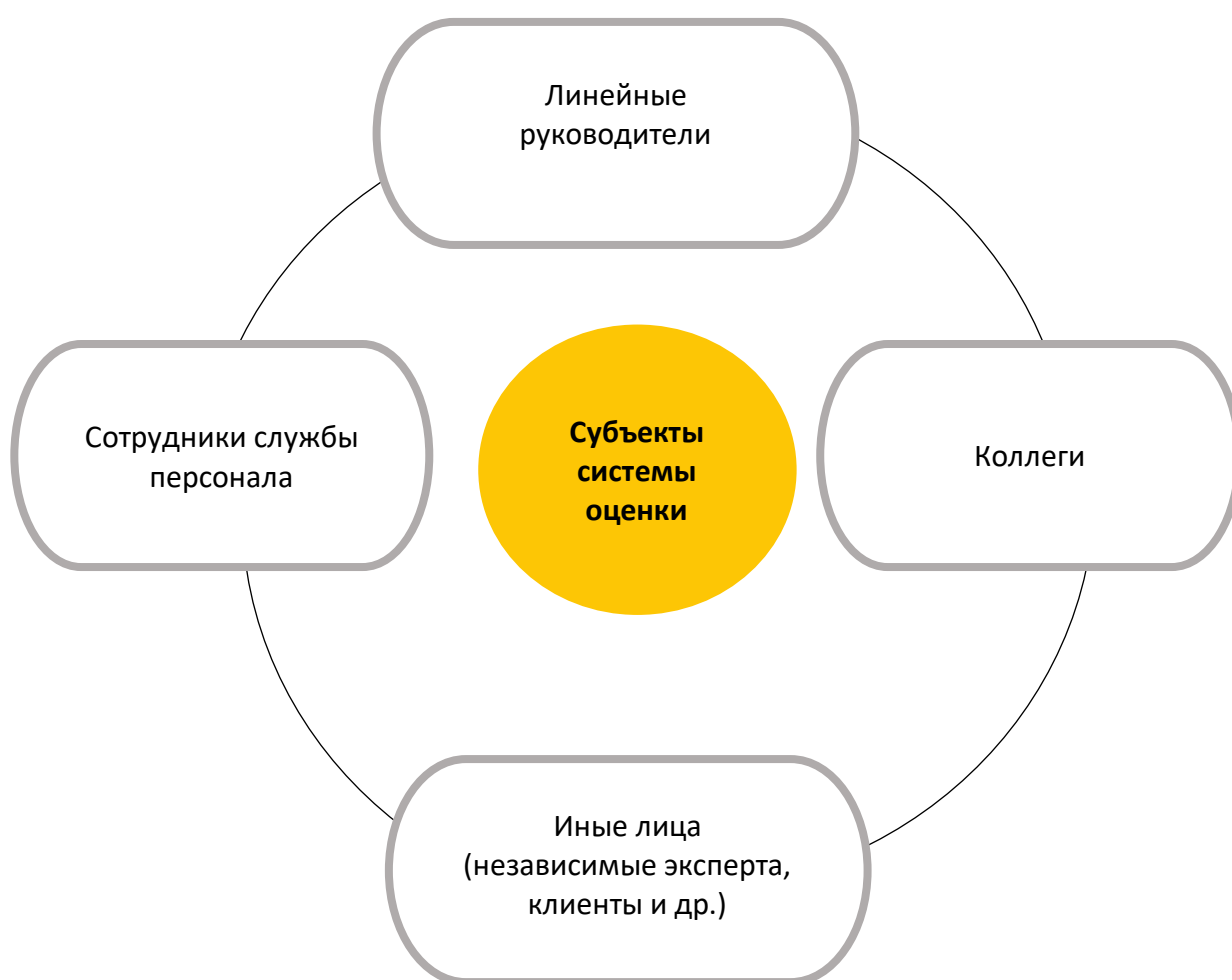 Линейные
руководители
Сотрудники службы
персонала
Субъекты
системы
оценки
Коллеги
Иные лица
(независимые эксперта,
клиенты и др.)